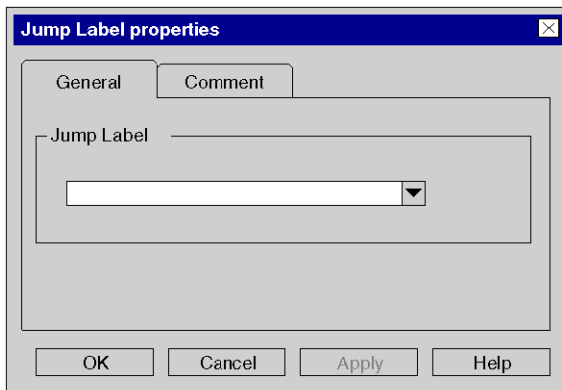 Jump Label properties
General Comment
Jump Label
OK Cancel Apply Help